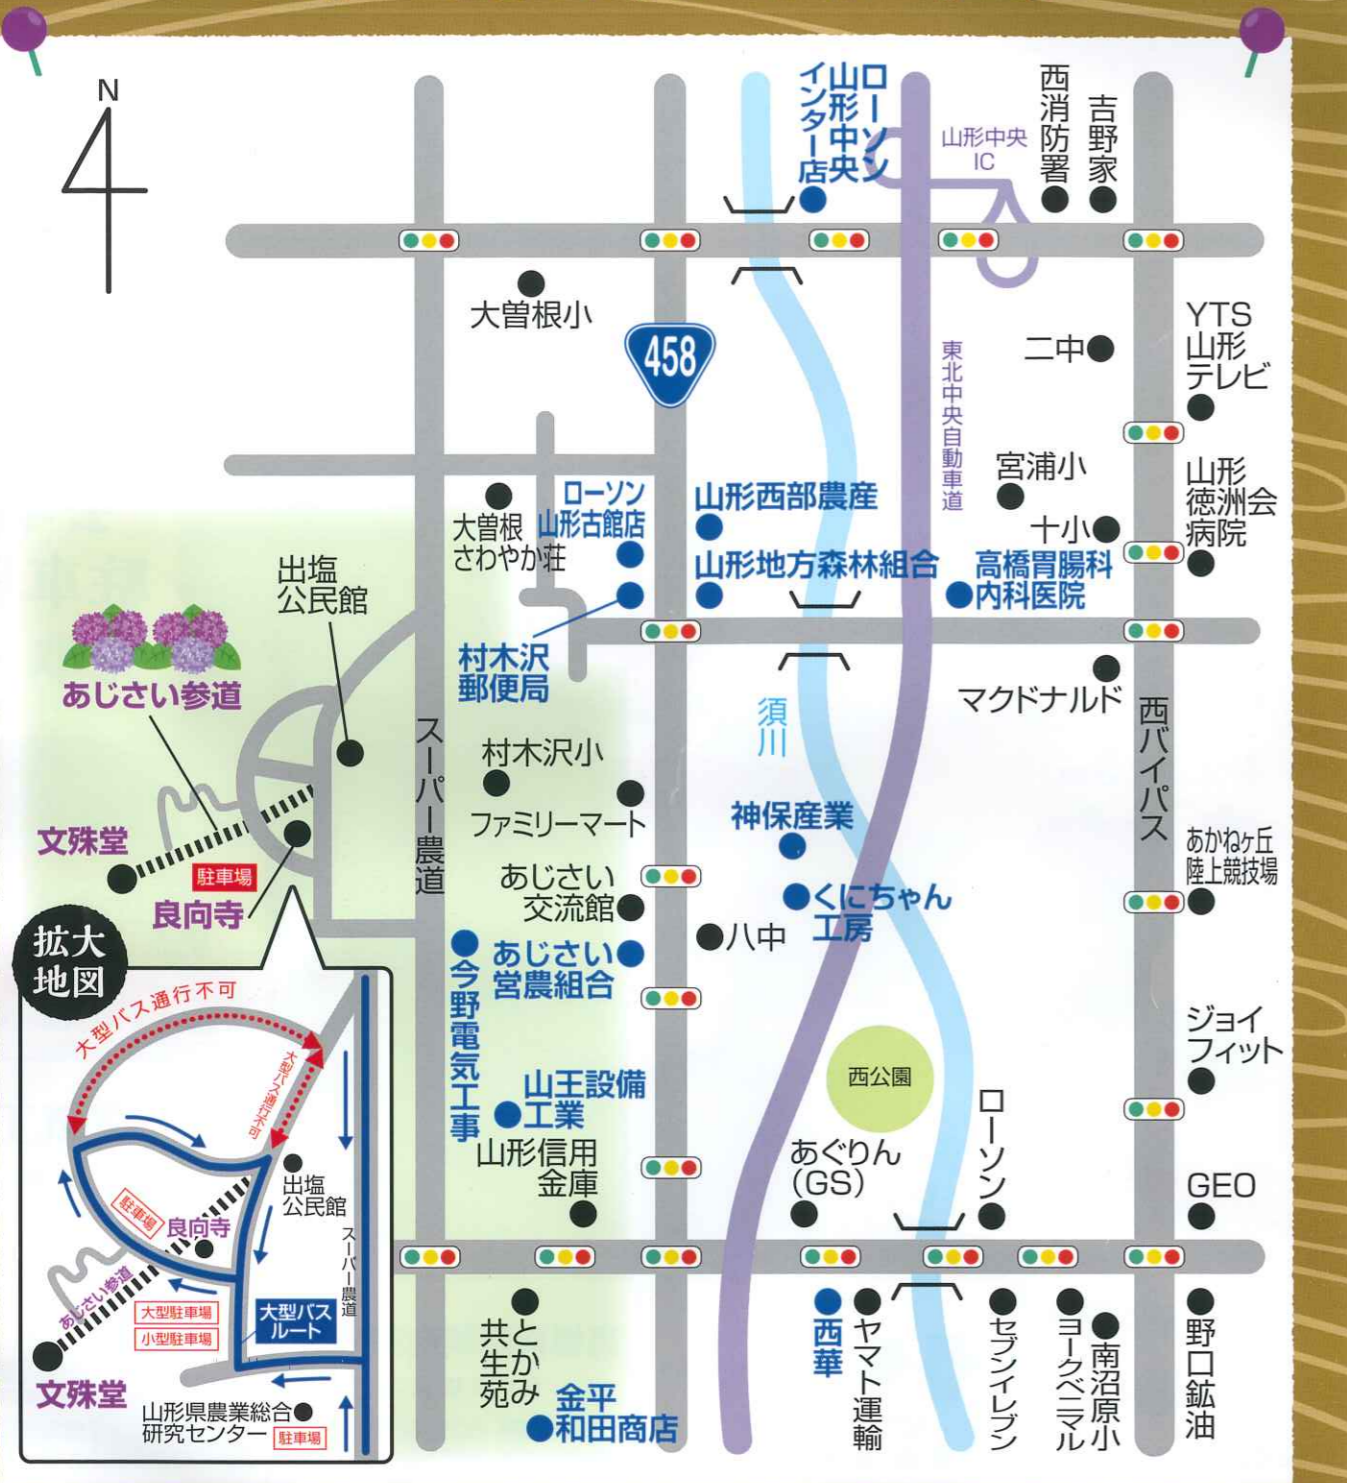 N
ローソン
山形中央
インター店
山形中央
IC
西消防署
吉野家
大曽根小
458
東北中央自動車道
二中
YTS
山形
テレビ
宮浦小
十小
山形
徳洲会
病院
大曽根
さわやか荘
ローソン
山形古館店
山形西部農産
山形地方森林組合
高橋胃腸科
内科医院
出塩
公民館
村木沢
郵便局
あじさい参道
マクドナルド
須川
西バイパス
スーパー農道
村木沢小
ファミリーマート
神保産業
文殊堂
駐車場
良向寺
あじさい
交流館
くにちゃん
工房
八中
あかねヶ丘
陸上競技場
あじさい
営農組合
今野電気工事
西公園
ジョイ
フィット
山王設備
工業
山形信用
金庫
あぐりん
(GS)
ローソン
GEO
共生苑
とかみ
金平
和田商店
西華
ヤマト運輸
セブンイレブン
ヨークベニマル
南沼原小
野口鉱油
拡大
地図
大型バス通行不可
大型バス通行不可
出塩
公民館
駐車場
良向寺
スーパー農道
あじさい参道
大型駐車場
小型駐車場
大型バス
ルート
文殊堂
山形県農業総合
研究センター
駐車場